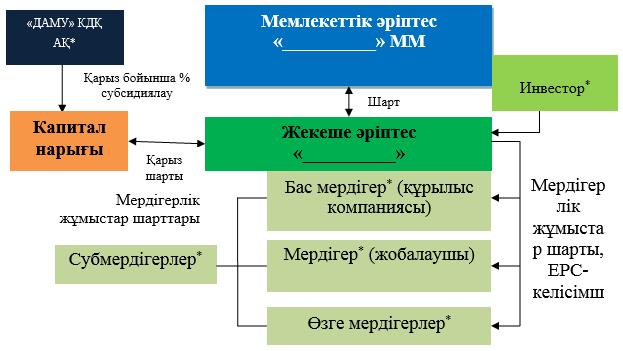 «ДАМУ» КДҚ
АҚ*
Мемлекеттік әріптес
«__________» ММ
Қарыз бойынша %
субсидиялау
Шарт
Инвестор*
Капитал
нарығы
Қарыз
шарты
Жекеше әріптес
«__________»
Мердігерлік
жұмыстар шарттары
Бас мердігер* (құрылыс
компаниясы)
Мердігер
лік
жұмыста
р шарты,
EPC-
келісімш
Субмердігерлер*
Мердігер* (жобалаушы)
Өзге мердігерлер*